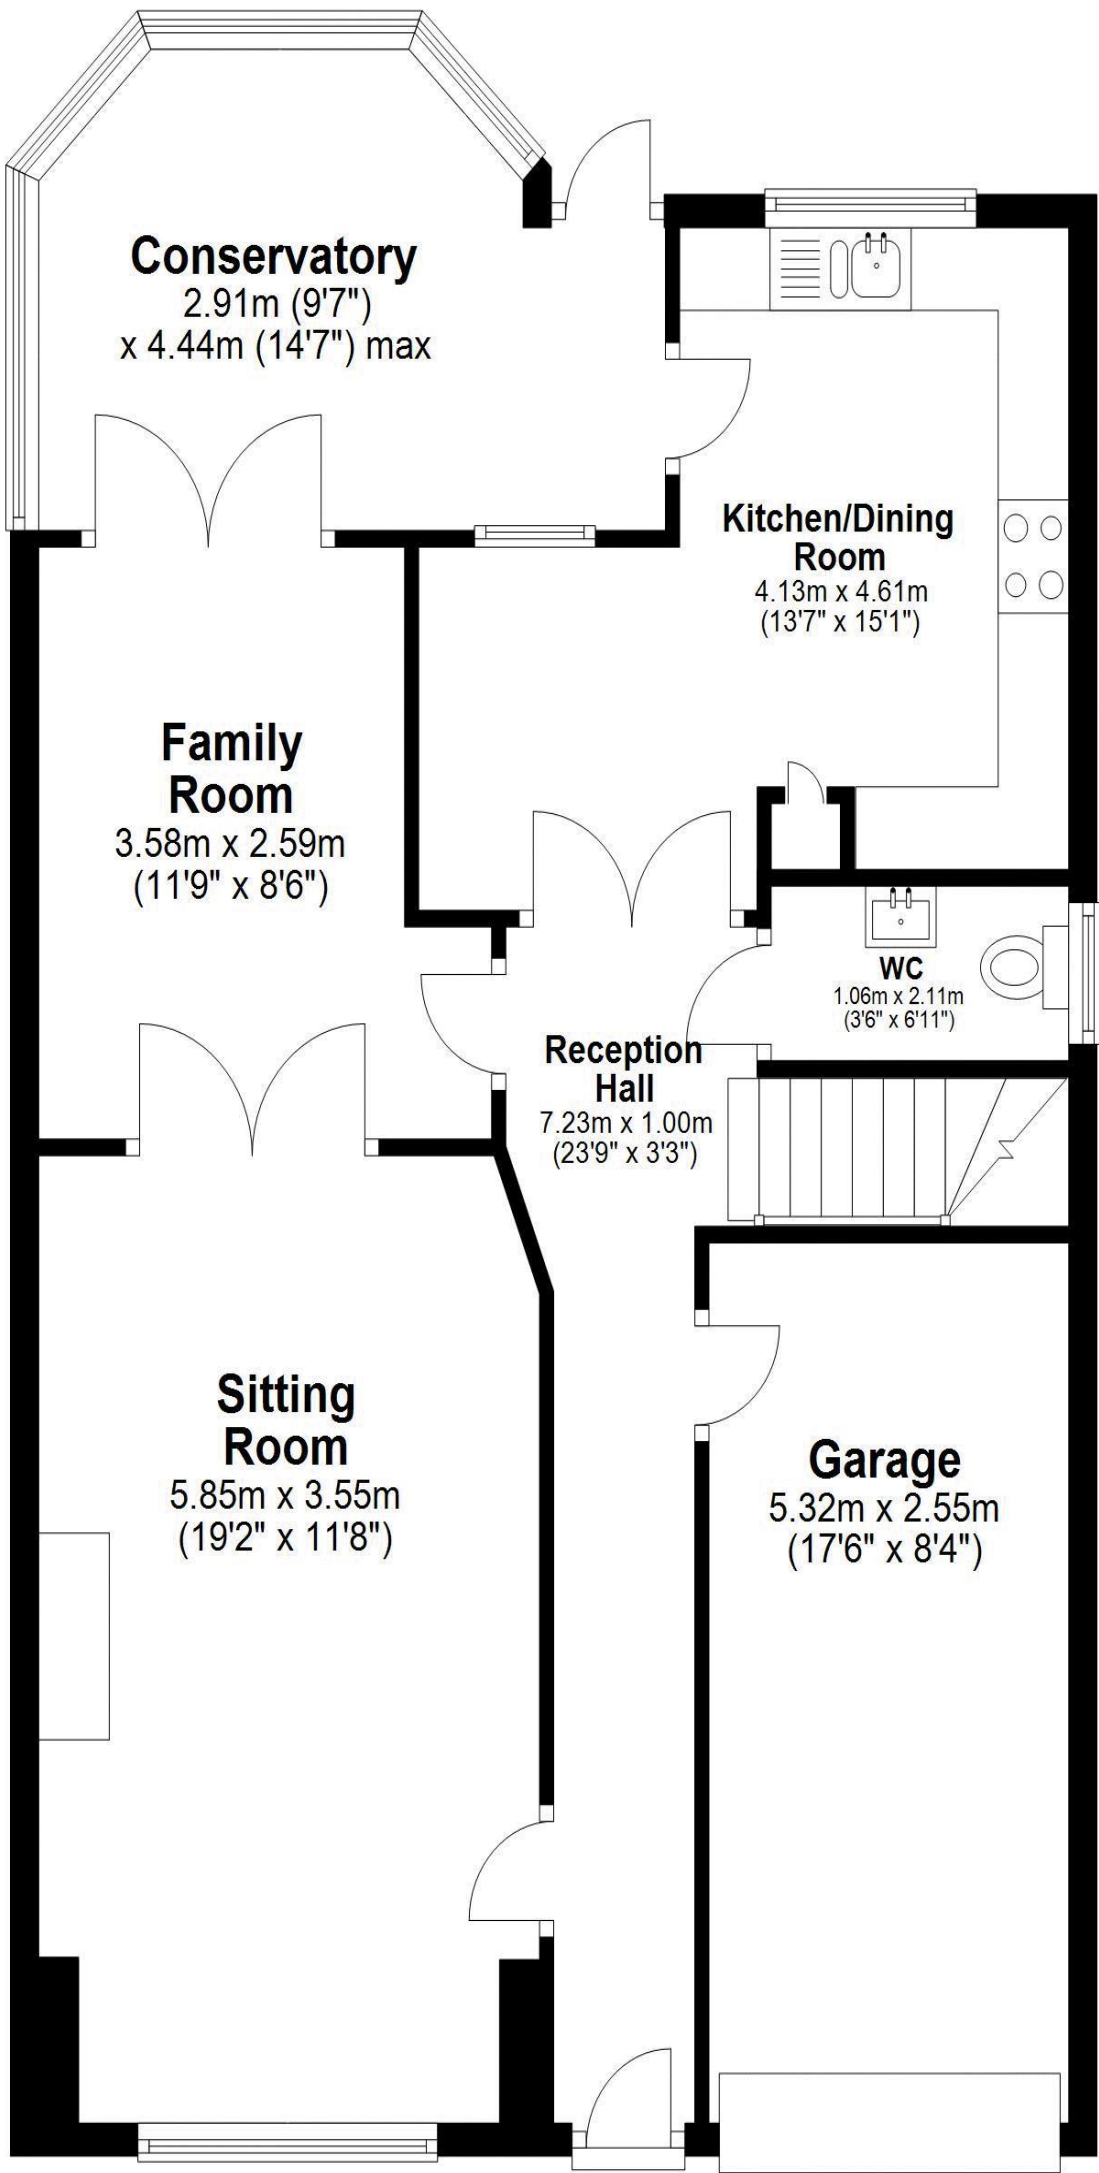 Conservatory
2.91m (9'7")
x 4.44m (14'7") max
Kitchen/Dining
Room
4.13m x 4.61m
(13'7" x 15'1")
Family
Room
3.58m x 2.59m
(11'9" x 8'6")
WC
1.06m x 2.11m
(3'6" x 6'11")
Reception
Hall
7.23m x 1.00m
(23'9" x 3'3")
Sitting
Room
5.85m x 3.55m
(19'2" x 11'8")
Garage
5.32m x 2.55m
(17'6" x 8'4")